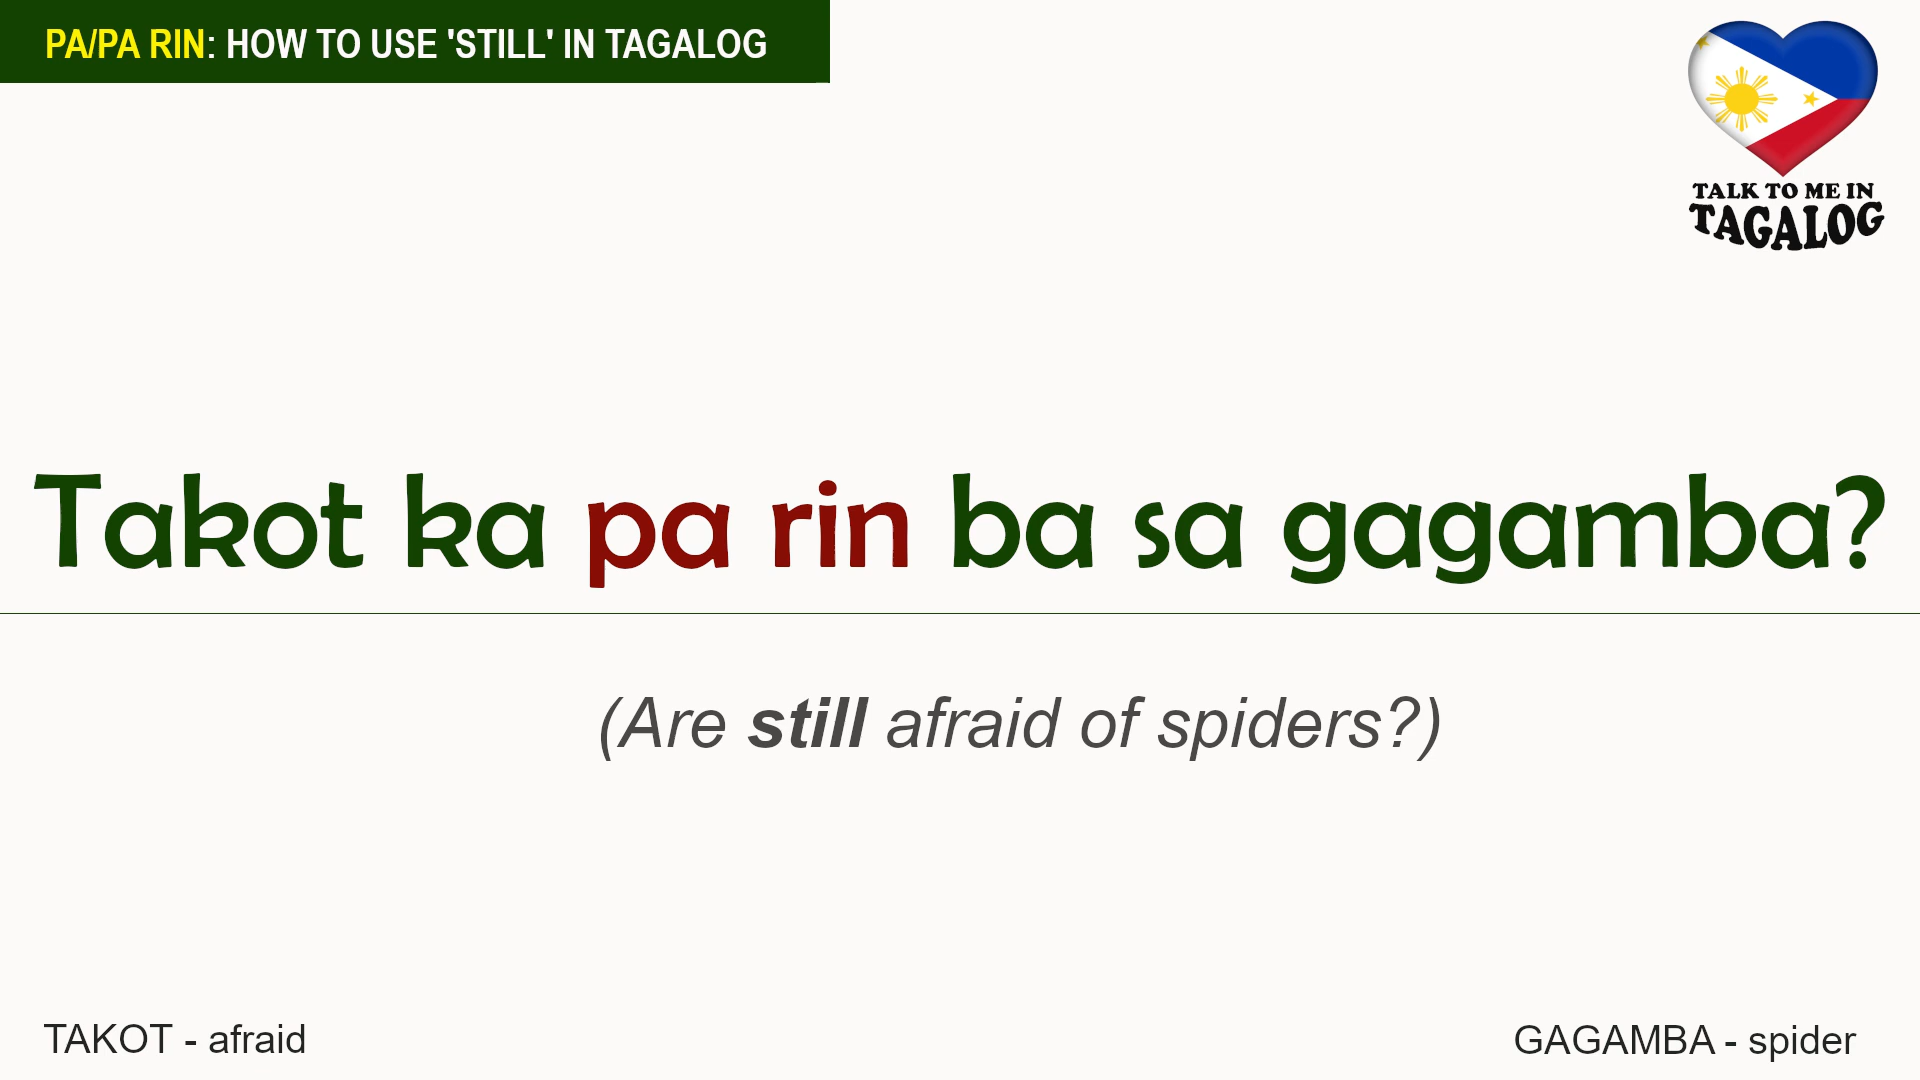 PA/PA RIN: HOW TO USE 'STILL' IN TAGALOG
TALK TO ME IN
TAGALOG
Takot ka pa rin ba sa gagamba?
(Are still afraid of spiders?)
TAKOT - afraid
GAGAMBA - spider